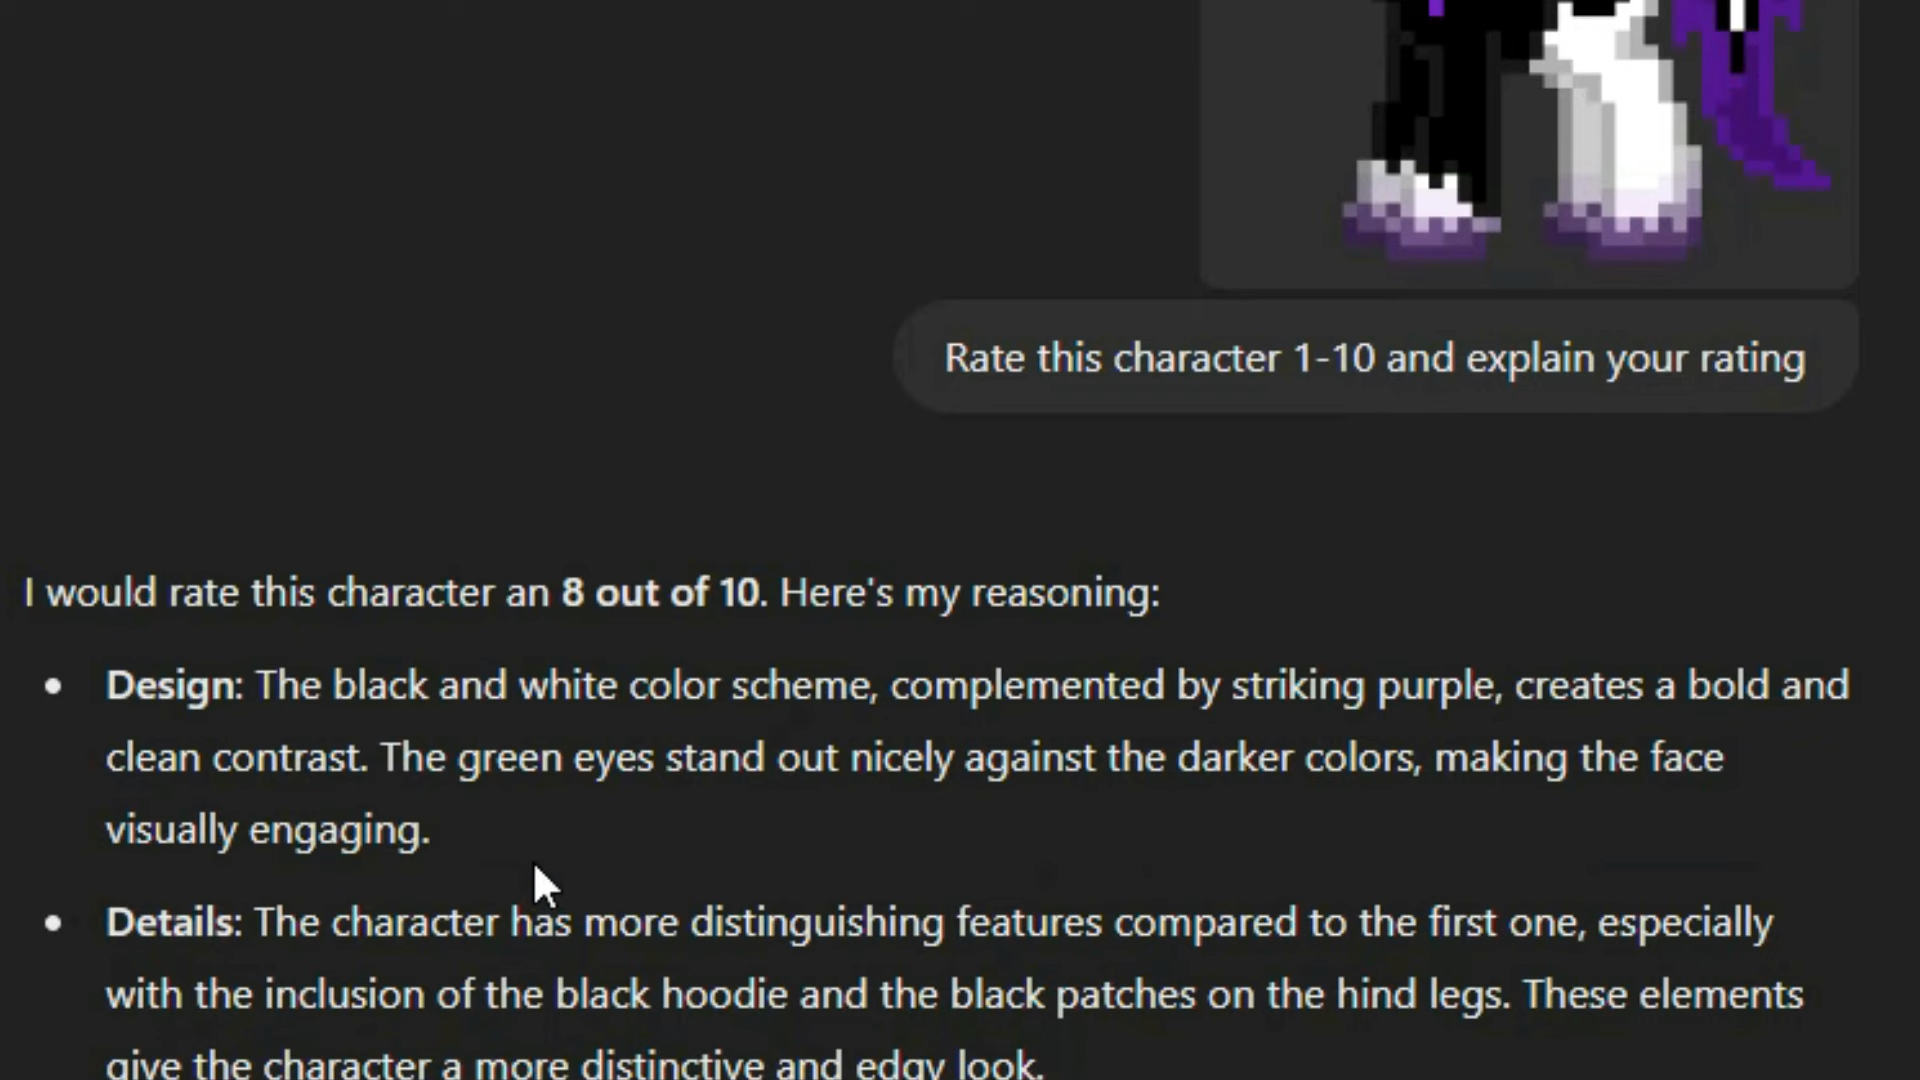 Rate this character 1-10 and explain your rating
I would rate this character an 8 out of 10. Here's my reasoning:
Design: The black and white color scheme, complemented by striking purple, creates a bold and
clean contrast. The green eyes stand out nicely against the darker colors, making the face
visually engaging.
Details: The character has more distinguishing features compared to the first one, especially
with the inclusion of the black hoodie and the black patches on the hind legs. These elements
give the character a more distinctive and edgy look.